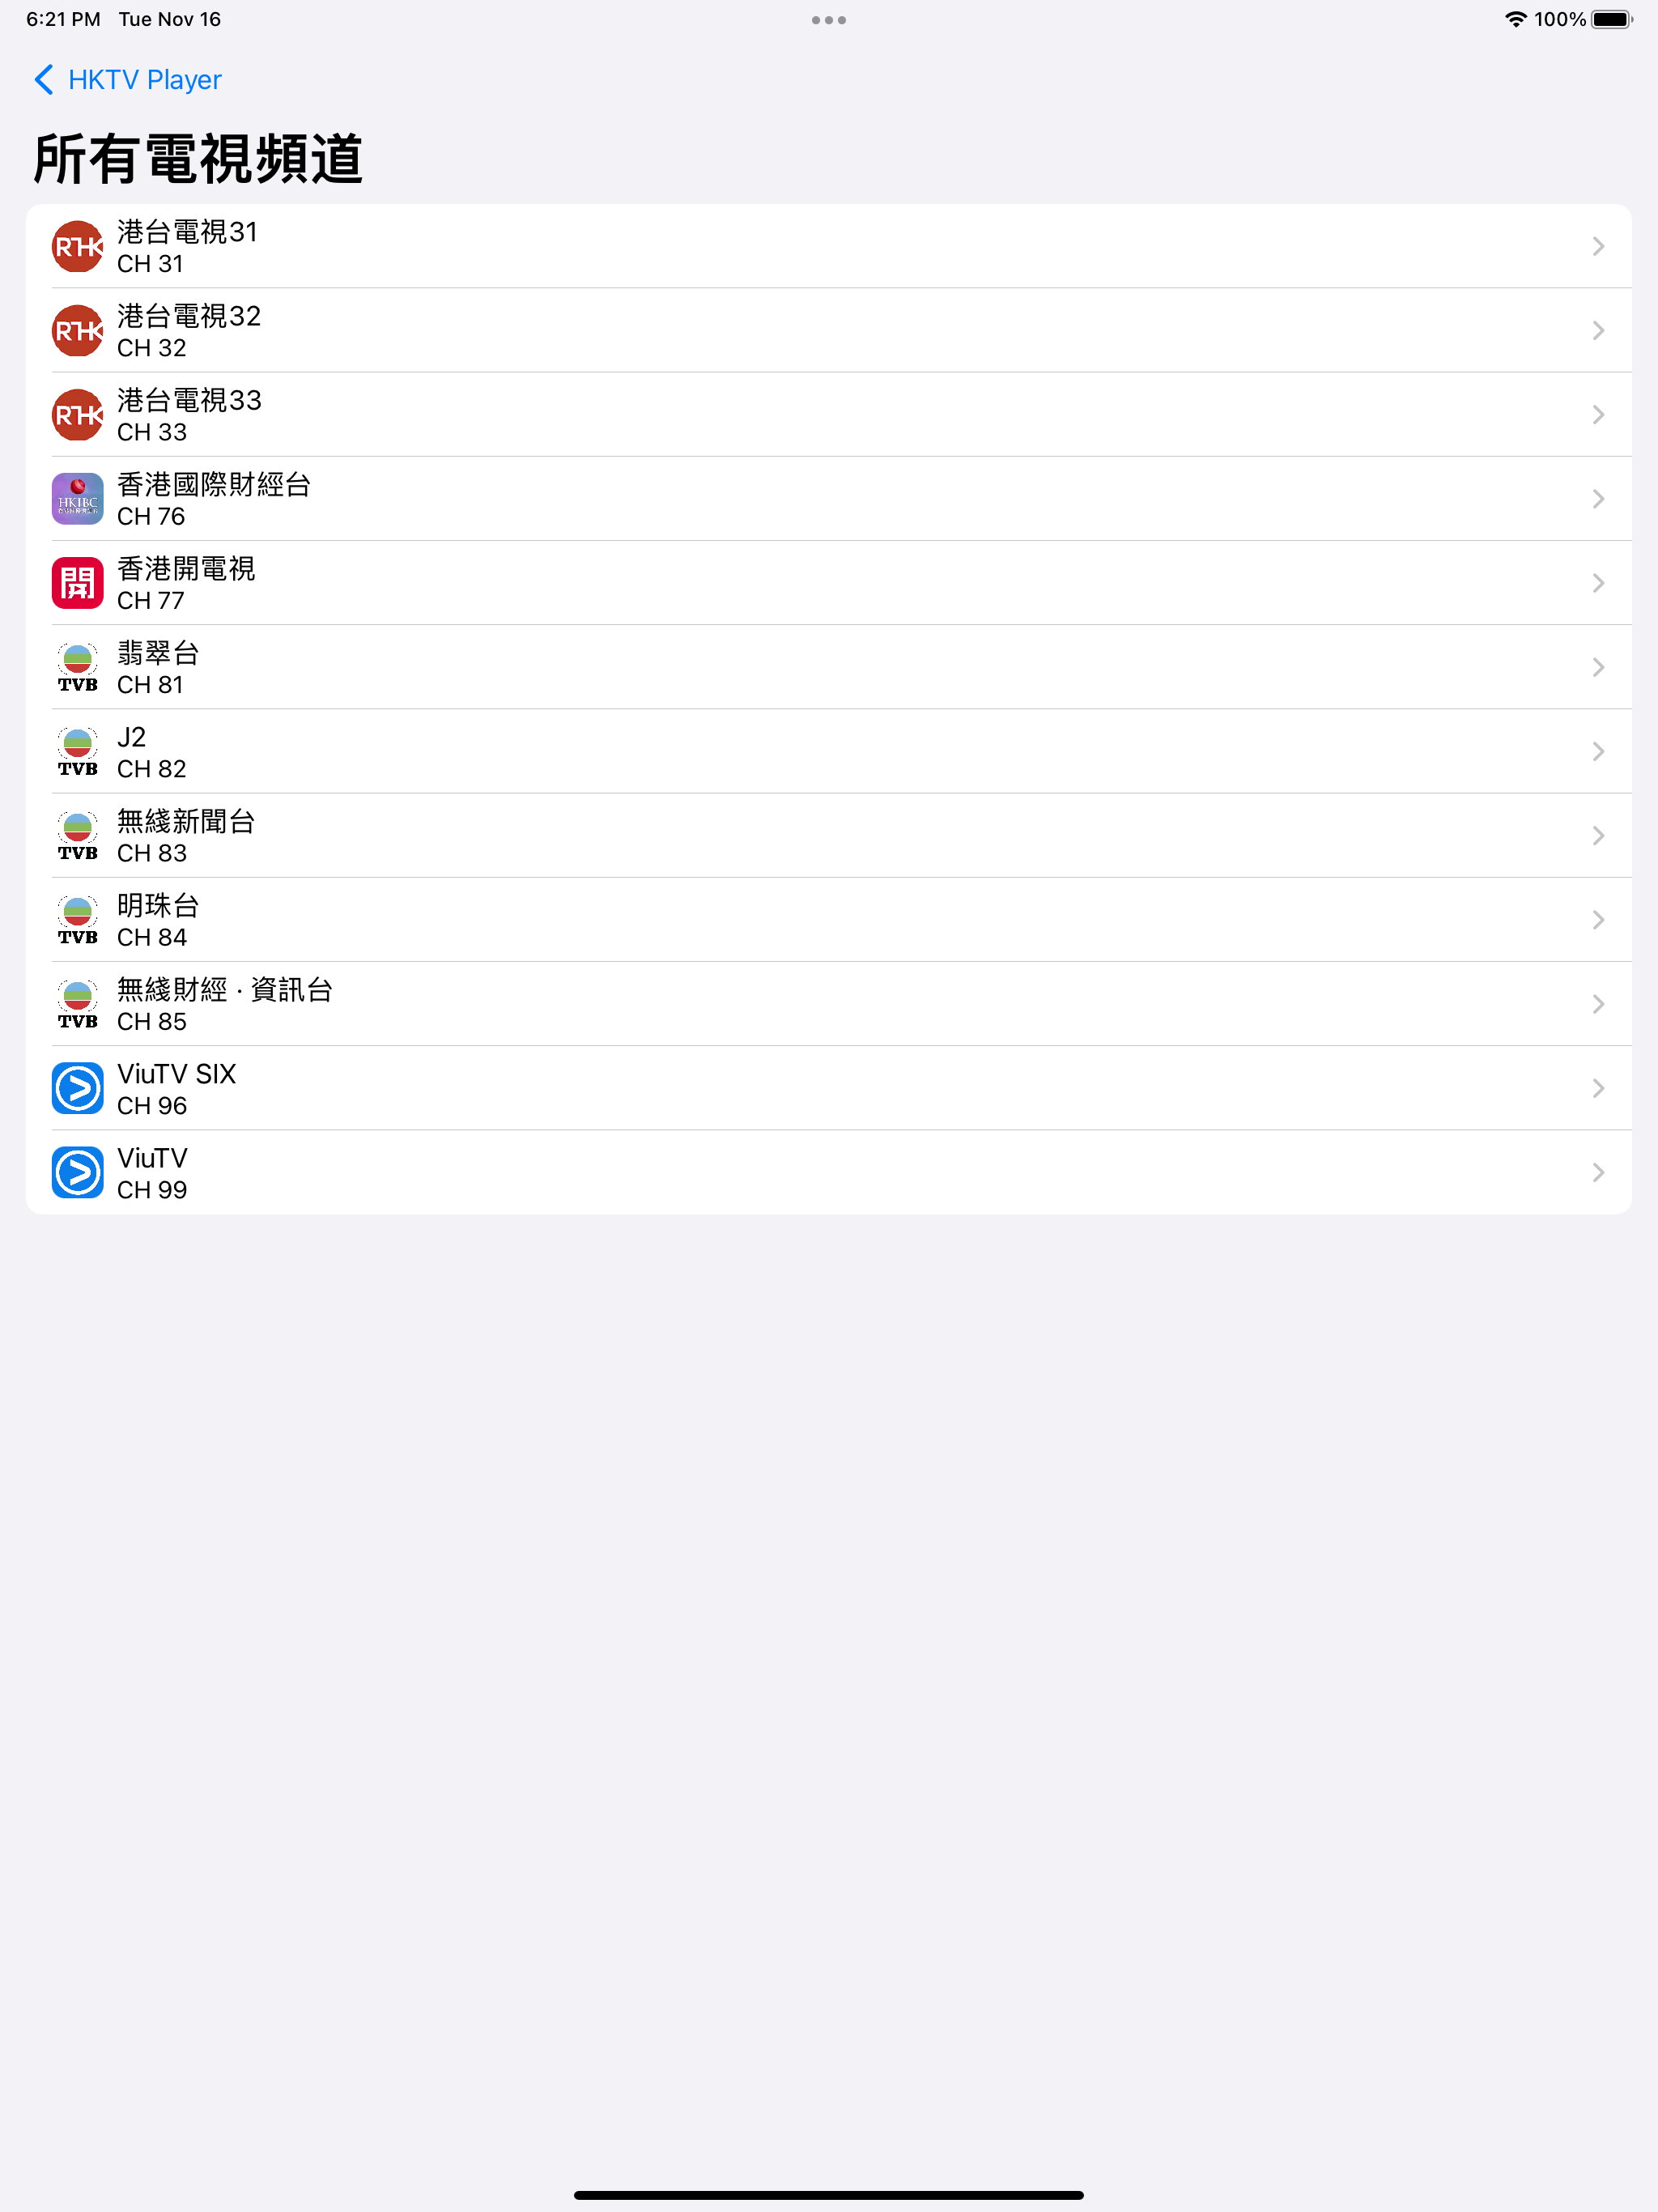 6:21 PM Tue Nov 16
100%
HKTV Player
所有電視頻道
RTHK
港台電視31
CH 31
RTHK
港台電視32
CH 32
RTHK
港台電視33
CH 33
HKIBC
香港國際財經台
CH 76
開
香港開電視
CH 77
TVB
翡翠台
CH 81
TVB
J2
CH 82
TVB
無綫新聞台
CH 83
TVB
明珠台
CH 84
TVB
無綫財經 · 資訊台
CH 85
ViuTV SIX
CH 96
ViuTV
CH 99